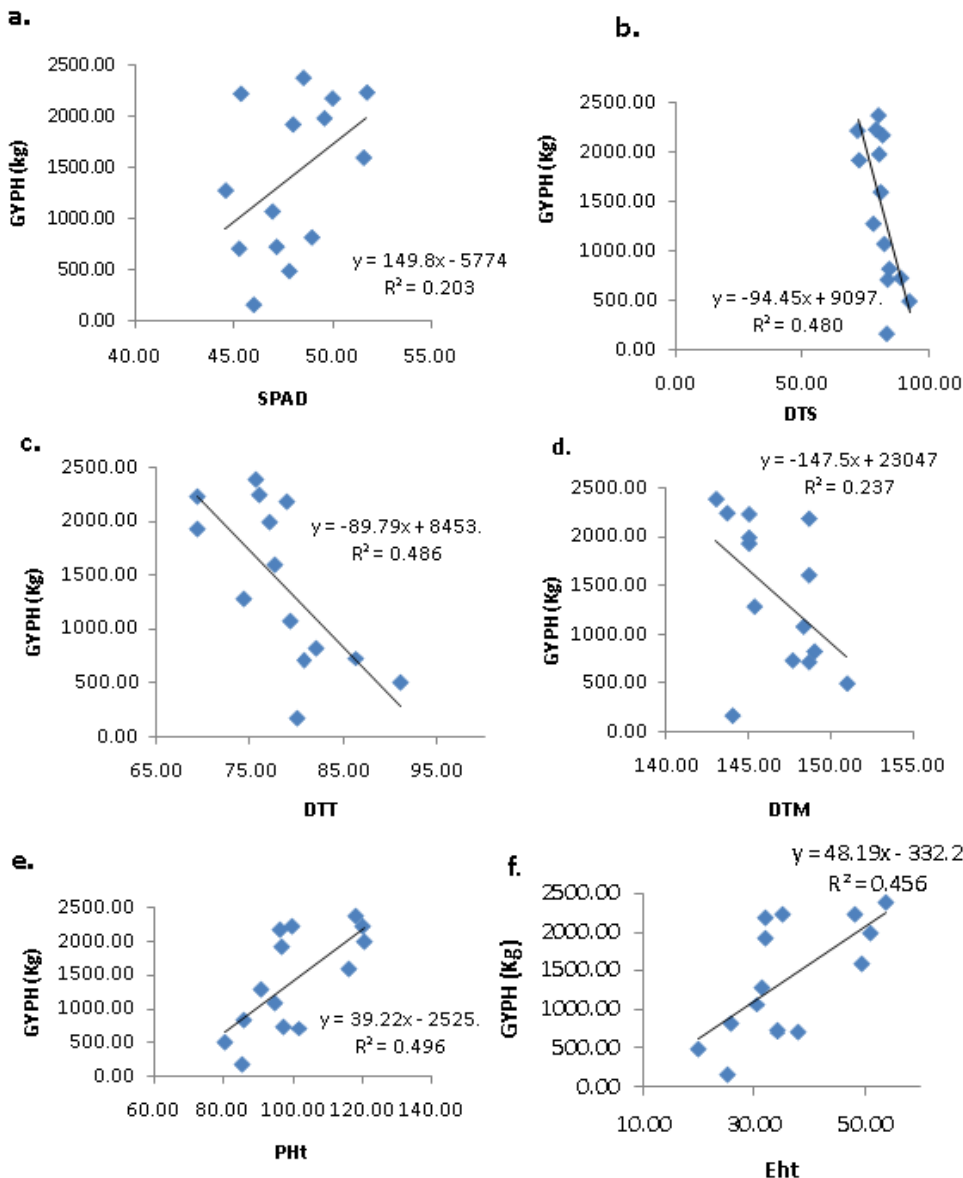 a.
GYPH (kg)
2500.00
2000.00
1500.00
1000.00
500.00
0.00
y = 149.8x - 5774
R² = 0.203
40.00 45.00 50.00 55.00
SPAD
b.
GYPH (Kg)
2500.00
2000.00
1500.00
1000.00
500.00
0.00
y = -94.45x + 9097.
R² = 0.480
0.00 50.00 100.00
DTS
c.
GYPH (Kg)
2500.00
2000.00
1500.00
1000.00
500.00
0.00
y = -89.79x + 8453.
R² = 0.486
65.00 75.00 85.00 95.00
DTT
d.
GYPH (Kg)
y = -147.5x + 23047
R² = 0.237
2500.00
2000.00
1500.00
1000.00
500.00
0.00
140.00 145.00 150.00 155.00
DTM
e.
GYPH (Kg)
2500.00
2000.00
1500.00
1000.00
500.00
0.00
y = 39.22x - 2525.
R² = 0.496
60.00 80.00 100.00 120.00 140.00
PHt
f.
GYPH (Kg)
y = 48.19x - 332.2
R² = 0.456
2500.00
2000.00
1500.00
1000.00
500.00
0.00
10.00 30.00 50.00
Eht